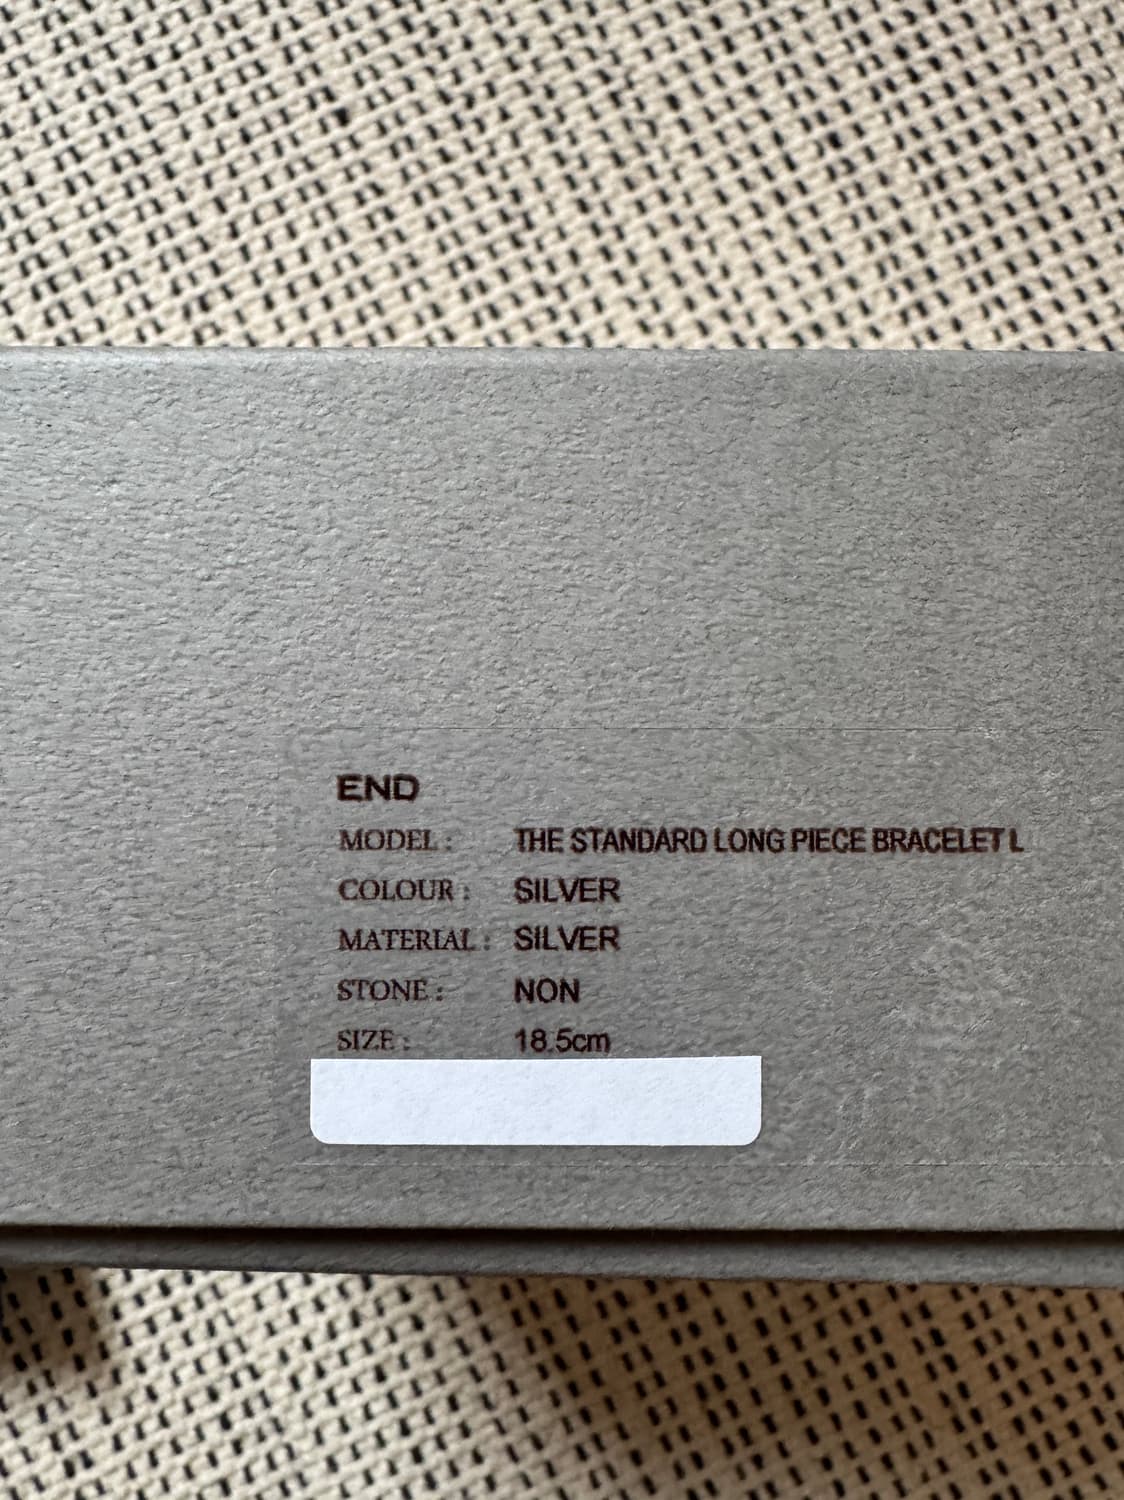 END
MODEL : THE STANDARD LONG PIECE BRACELET L
COLOUR : SILVER
MATERIAL : SILVER
STONE : NON
SIZE : 18.5cm